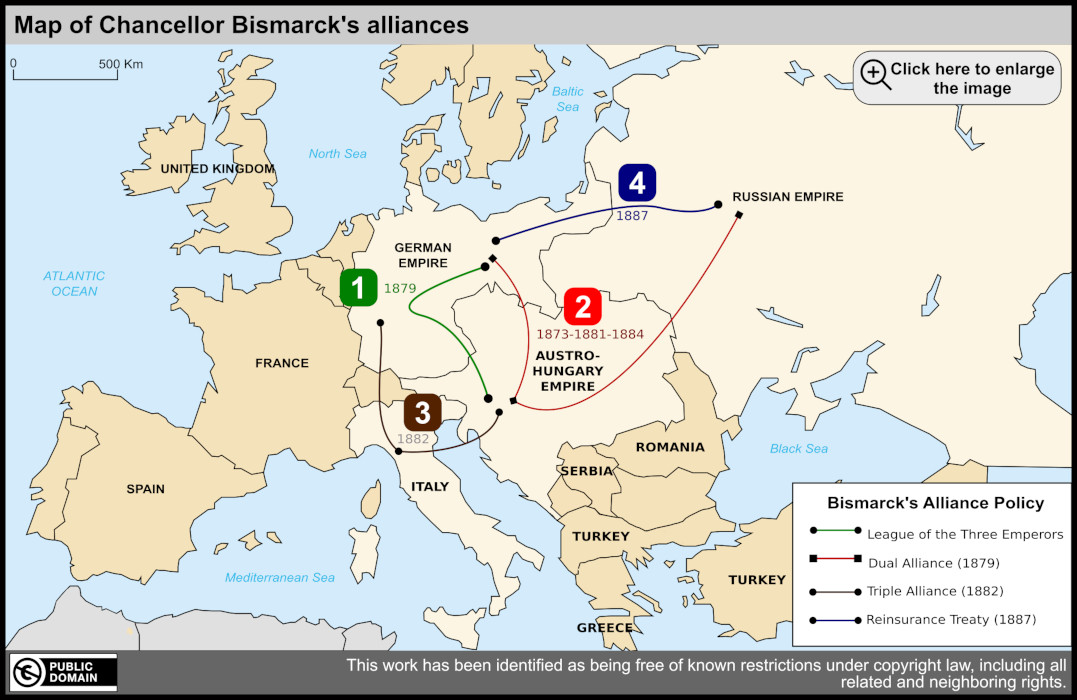 Map of Chancellor Bismarck's alliances
0
500 Km
Click here to enlarge
the image
Baltic
Sea
North Sea
UNITED KINGDOM
4
1887
RUSSIAN EMPIRE
GERMAN
EMPIRE
ATLANTIC
OCEAN
1
1879
2
1873-1881-1884
AUSTRO-
HUNGARY
EMPIRE
FRANCE
3
1882
ROMANIA
Black Sea
SERBIA
ITALY
SPAIN
TURKEY
Mediterranean Sea
TURKEY
GREECE
Bismarck's Alliance Policy
League of the Three Emperors
Dual Alliance (1879)
Triple Alliance (1882)
Reinsurance Treaty (1887)
PUBLIC
DOMAIN
This work has been identified as being free of known restrictions under copyright law, including all
related and neighboring rights.